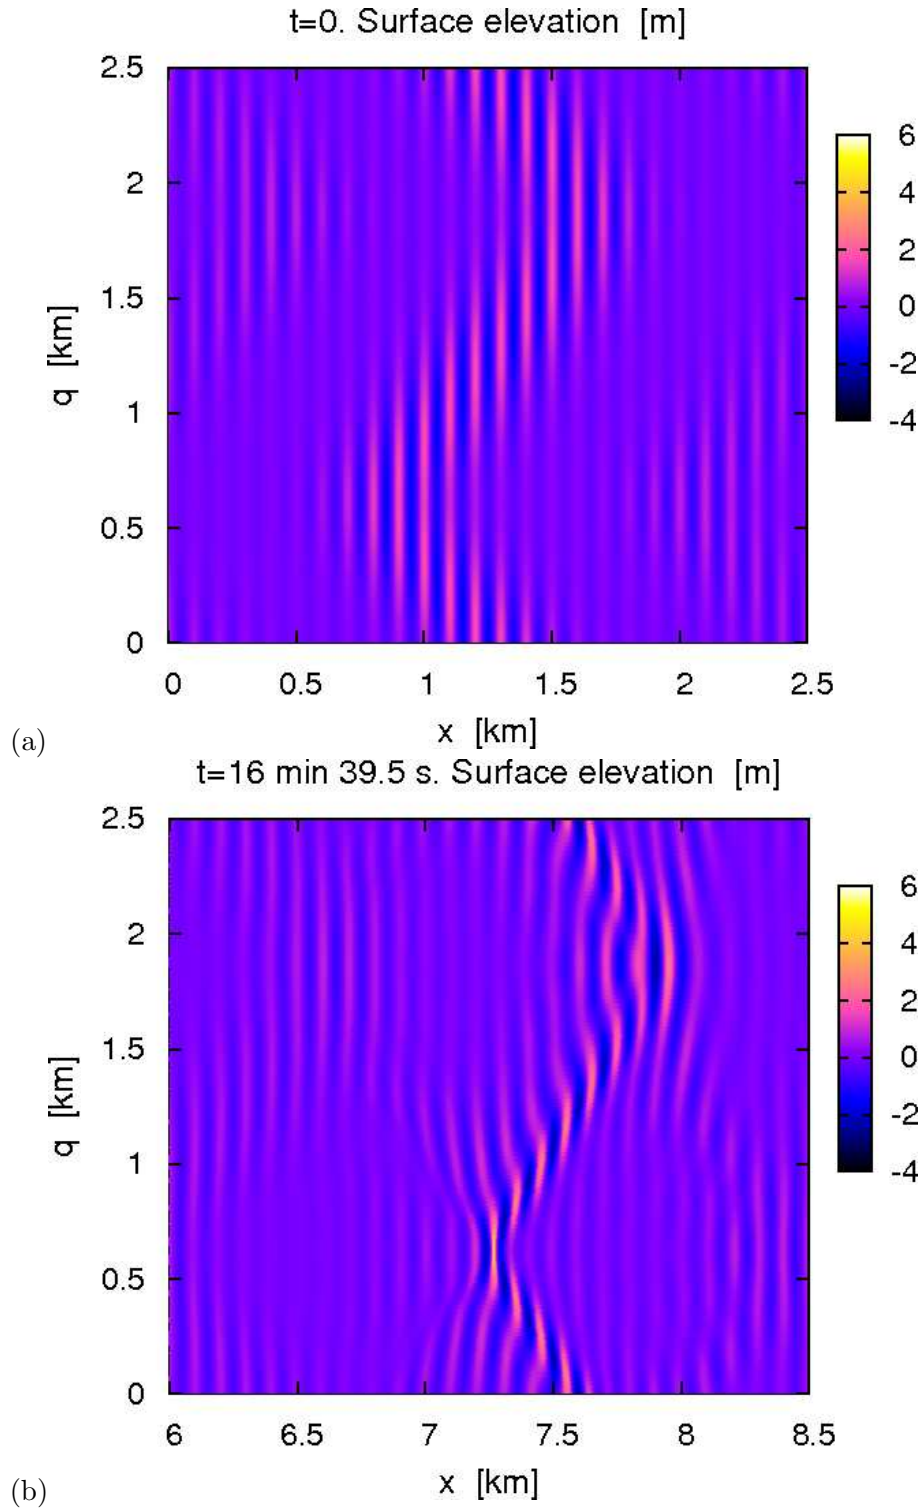 t=0. Surface elevation [m]
2.5
2
1.5
1
0.5
0
q [km]
6
4
2
0
-2
-4
0 0.5 1 1.5 2 2.5
x [km]
(a)
t=16 min 39.5 s. Surface elevation [m]
2.5
2
1.5
1
0.5
0
q [km]
6
4
2
0
-2
-4
6 6.5 7 7.5 8 8.5
x [km]
(b)